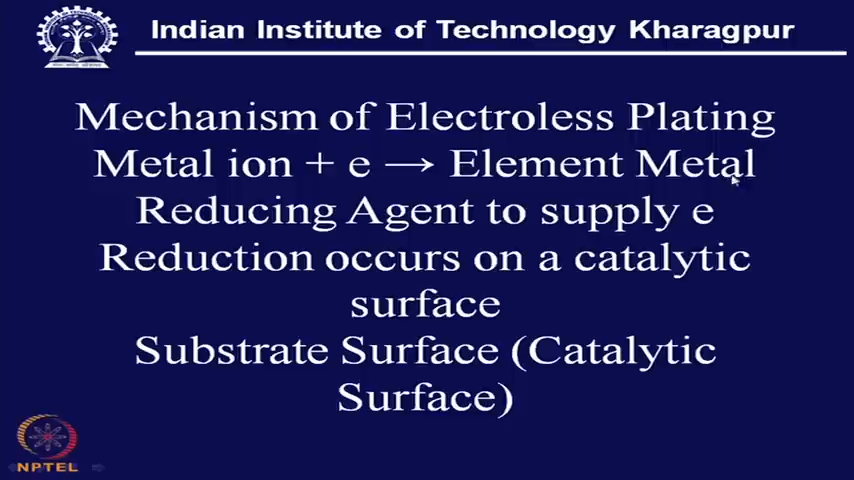 Indian Institute of Technology Kharagpur
Mechanism of Electroless Plating
Metal ion + e → Element Metal
Reducing Agent to supply e
Reduction occurs on a catalytic
surface
Substrate Surface (Catalytic
Surface)
NPTEL